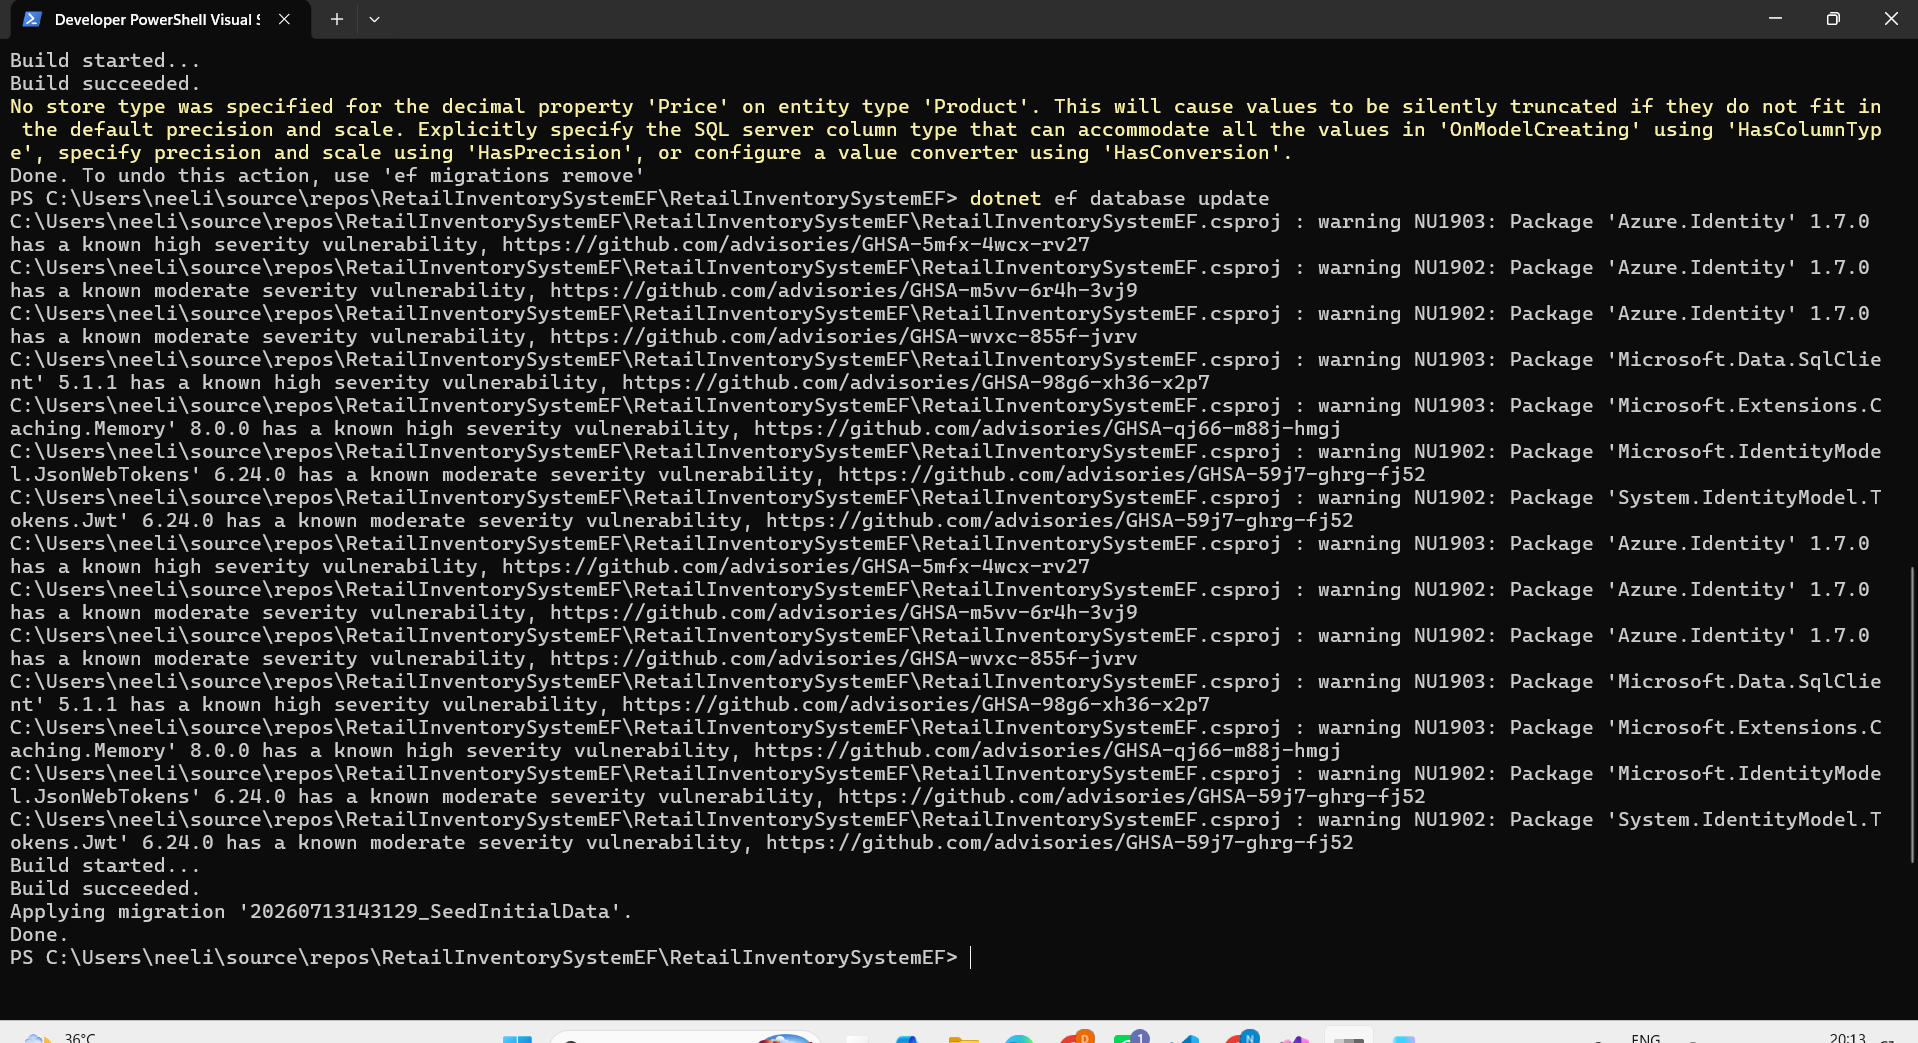 Developer PowerShell Visual S
Build started...
Build succeeded.
No store type was specified for the decimal property 'Price' on entity type 'Product'. This will cause values to be silently truncated if they do not fit in
 the default precision and scale. Explicitly specify the SQL server column type that can accommodate all the values in 'OnModelCreating' using 'HasColumnTyp
e', specify precision and scale using 'HasPrecision', or configure a value converter using 'HasConversion'.
Done. To undo this action, use 'ef migrations remove'
PS C:\Users\neeli\source\repos\RetailInventorySystemEF\RetailInventorySystemEF> dotnet ef database update
C:\Users\neeli\source\repos\RetailInventorySystemEF\RetailInventorySystemEF.csproj : warning NU1903: Package 'Azure.Identity' 1.7.0
has a known high severity vulnerability, https://github.com/advisories/GHSA-5mfx-4wcx-rv27
C:\Users\neeli\source\repos\RetailInventorySystemEF\RetailInventorySystemEF.csproj : warning NU1902: Package 'Azure.Identity' 1.7.0
has a known moderate severity vulnerability, https://github.com/advisories/GHSA-m5vv-6r4h-3vj9
C:\Users\neeli\source\repos\RetailInventorySystemEF\RetailInventorySystemEF.csproj : warning NU1902: Package 'Azure.Identity' 1.7.0
has a known moderate severity vulnerability, https://github.com/advisories/GHSA-wvxc-855f-jvrv
C:\Users\neeli\source\repos\RetailInventorySystemEF\RetailInventorySystemEF.csproj : warning NU1903: Package 'Microsoft.Data.SqlClie
nt' 5.1.1 has a known high severity vulnerability, https://github.com/advisories/GHSA-98g6-xh36-x2p7
C:\Users\neeli\source\repos\RetailInventorySystemEF\RetailInventorySystemEF.csproj : warning NU1903: Package 'Microsoft.Extensions.C
aching.Memory' 8.0.0 has a known high severity vulnerability, https://github.com/advisories/GHSA-qj66-m88j-hmgj
C:\Users\neeli\source\repos\RetailInventorySystemEF\RetailInventorySystemEF.csproj : warning NU1902: Package 'Microsoft.IdentityMode
l.JsonWebTokens' 6.24.0 has a known moderate severity vulnerability, https://github.com/advisories/GHSA-59j7-ghrg-fj52
C:\Users\neeli\source\repos\RetailInventorySystemEF\RetailInventorySystemEF.csproj : warning NU1902: Package 'System.IdentityModel.T
okens.Jwt' 6.24.0 has a known moderate severity vulnerability, https://github.com/advisories/GHSA-59j7-ghrg-fj52
C:\Users\neeli\source\repos\RetailInventorySystemEF\RetailInventorySystemEF.csproj : warning NU1903: Package 'Azure.Identity' 1.7.0
has a known high severity vulnerability, https://github.com/advisories/GHSA-5mfx-4wcx-rv27
C:\Users\neeli\source\repos\RetailInventorySystemEF\RetailInventorySystemEF.csproj : warning NU1902: Package 'Azure.Identity' 1.7.0
has a known moderate severity vulnerability, https://github.com/advisories/GHSA-m5vv-6r4h-3vj9
C:\Users\neeli\source\repos\RetailInventorySystemEF\RetailInventorySystemEF.csproj : warning NU1902: Package 'Azure.Identity' 1.7.0
has a known moderate severity vulnerability, https://github.com/advisories/GHSA-wvxc-855f-jvrv
C:\Users\neeli\source\repos\RetailInventorySystemEF\RetailInventorySystemEF.csproj : warning NU1903: Package 'Microsoft.Data.SqlClie
nt' 5.1.1 has a known high severity vulnerability, https://github.com/advisories/GHSA-98g6-xh36-x2p7
C:\Users\neeli\source\repos\RetailInventorySystemEF\RetailInventorySystemEF.csproj : warning NU1903: Package 'Microsoft.Extensions.C
aching.Memory' 8.0.0 has a known high severity vulnerability, https://github.com/advisories/GHSA-qj66-m88j-hmgj
C:\Users\neeli\source\repos\RetailInventorySystemEF\RetailInventorySystemEF.csproj : warning NU1902: Package 'Microsoft.IdentityMode
l.JsonWebTokens' 6.24.0 has a known moderate severity vulnerability, https://github.com/advisories/GHSA-59j7-ghrg-fj52
C:\Users\neeli\source\repos\RetailInventorySystemEF\RetailInventorySystemEF.csproj : warning NU1902: Package 'System.IdentityModel.T
okens.Jwt' 6.24.0 has a known moderate severity vulnerability, https://github.com/advisories/GHSA-59j7-ghrg-fj52
Build started...
Build succeeded.
Applying migration '20260713143129_SeedInitialData'.
Done.
PS C:\Users\neeli\source\repos\RetailInventorySystemEF\RetailInventorySystemEF>
36°C
D
1
N
ENG
20:13